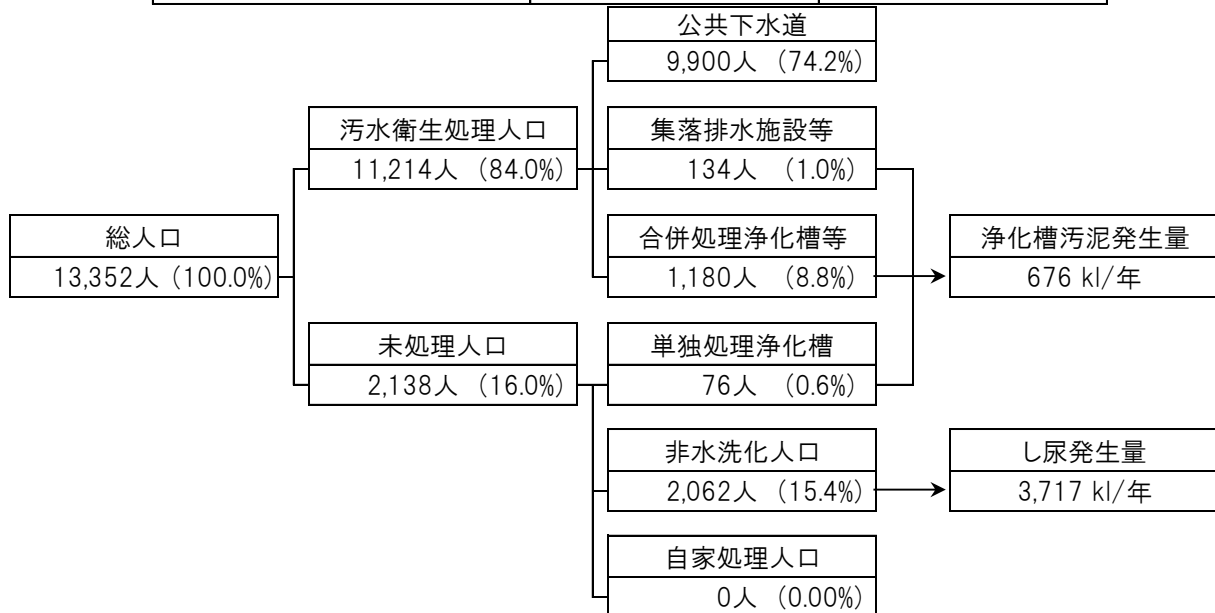 公共下水道
9,900人 (74.2%)
汚水衛生処理人口
11,214人 (84.0%)
集落排水施設等
134人 (1.0%)
総人口
13,352人 (100.0%)
合併処理浄化槽等
1,180人 (8.8%)
浄化槽汚泥発生量
676 kl/年
未処理人口
2,138人 (16.0%)
単独処理浄化槽
76人 (0.6%)
非水洗化人口
2,062人 (15.4%)
し尿発生量
3,717 kl/年
自家処理人口
0人 (0.00%)